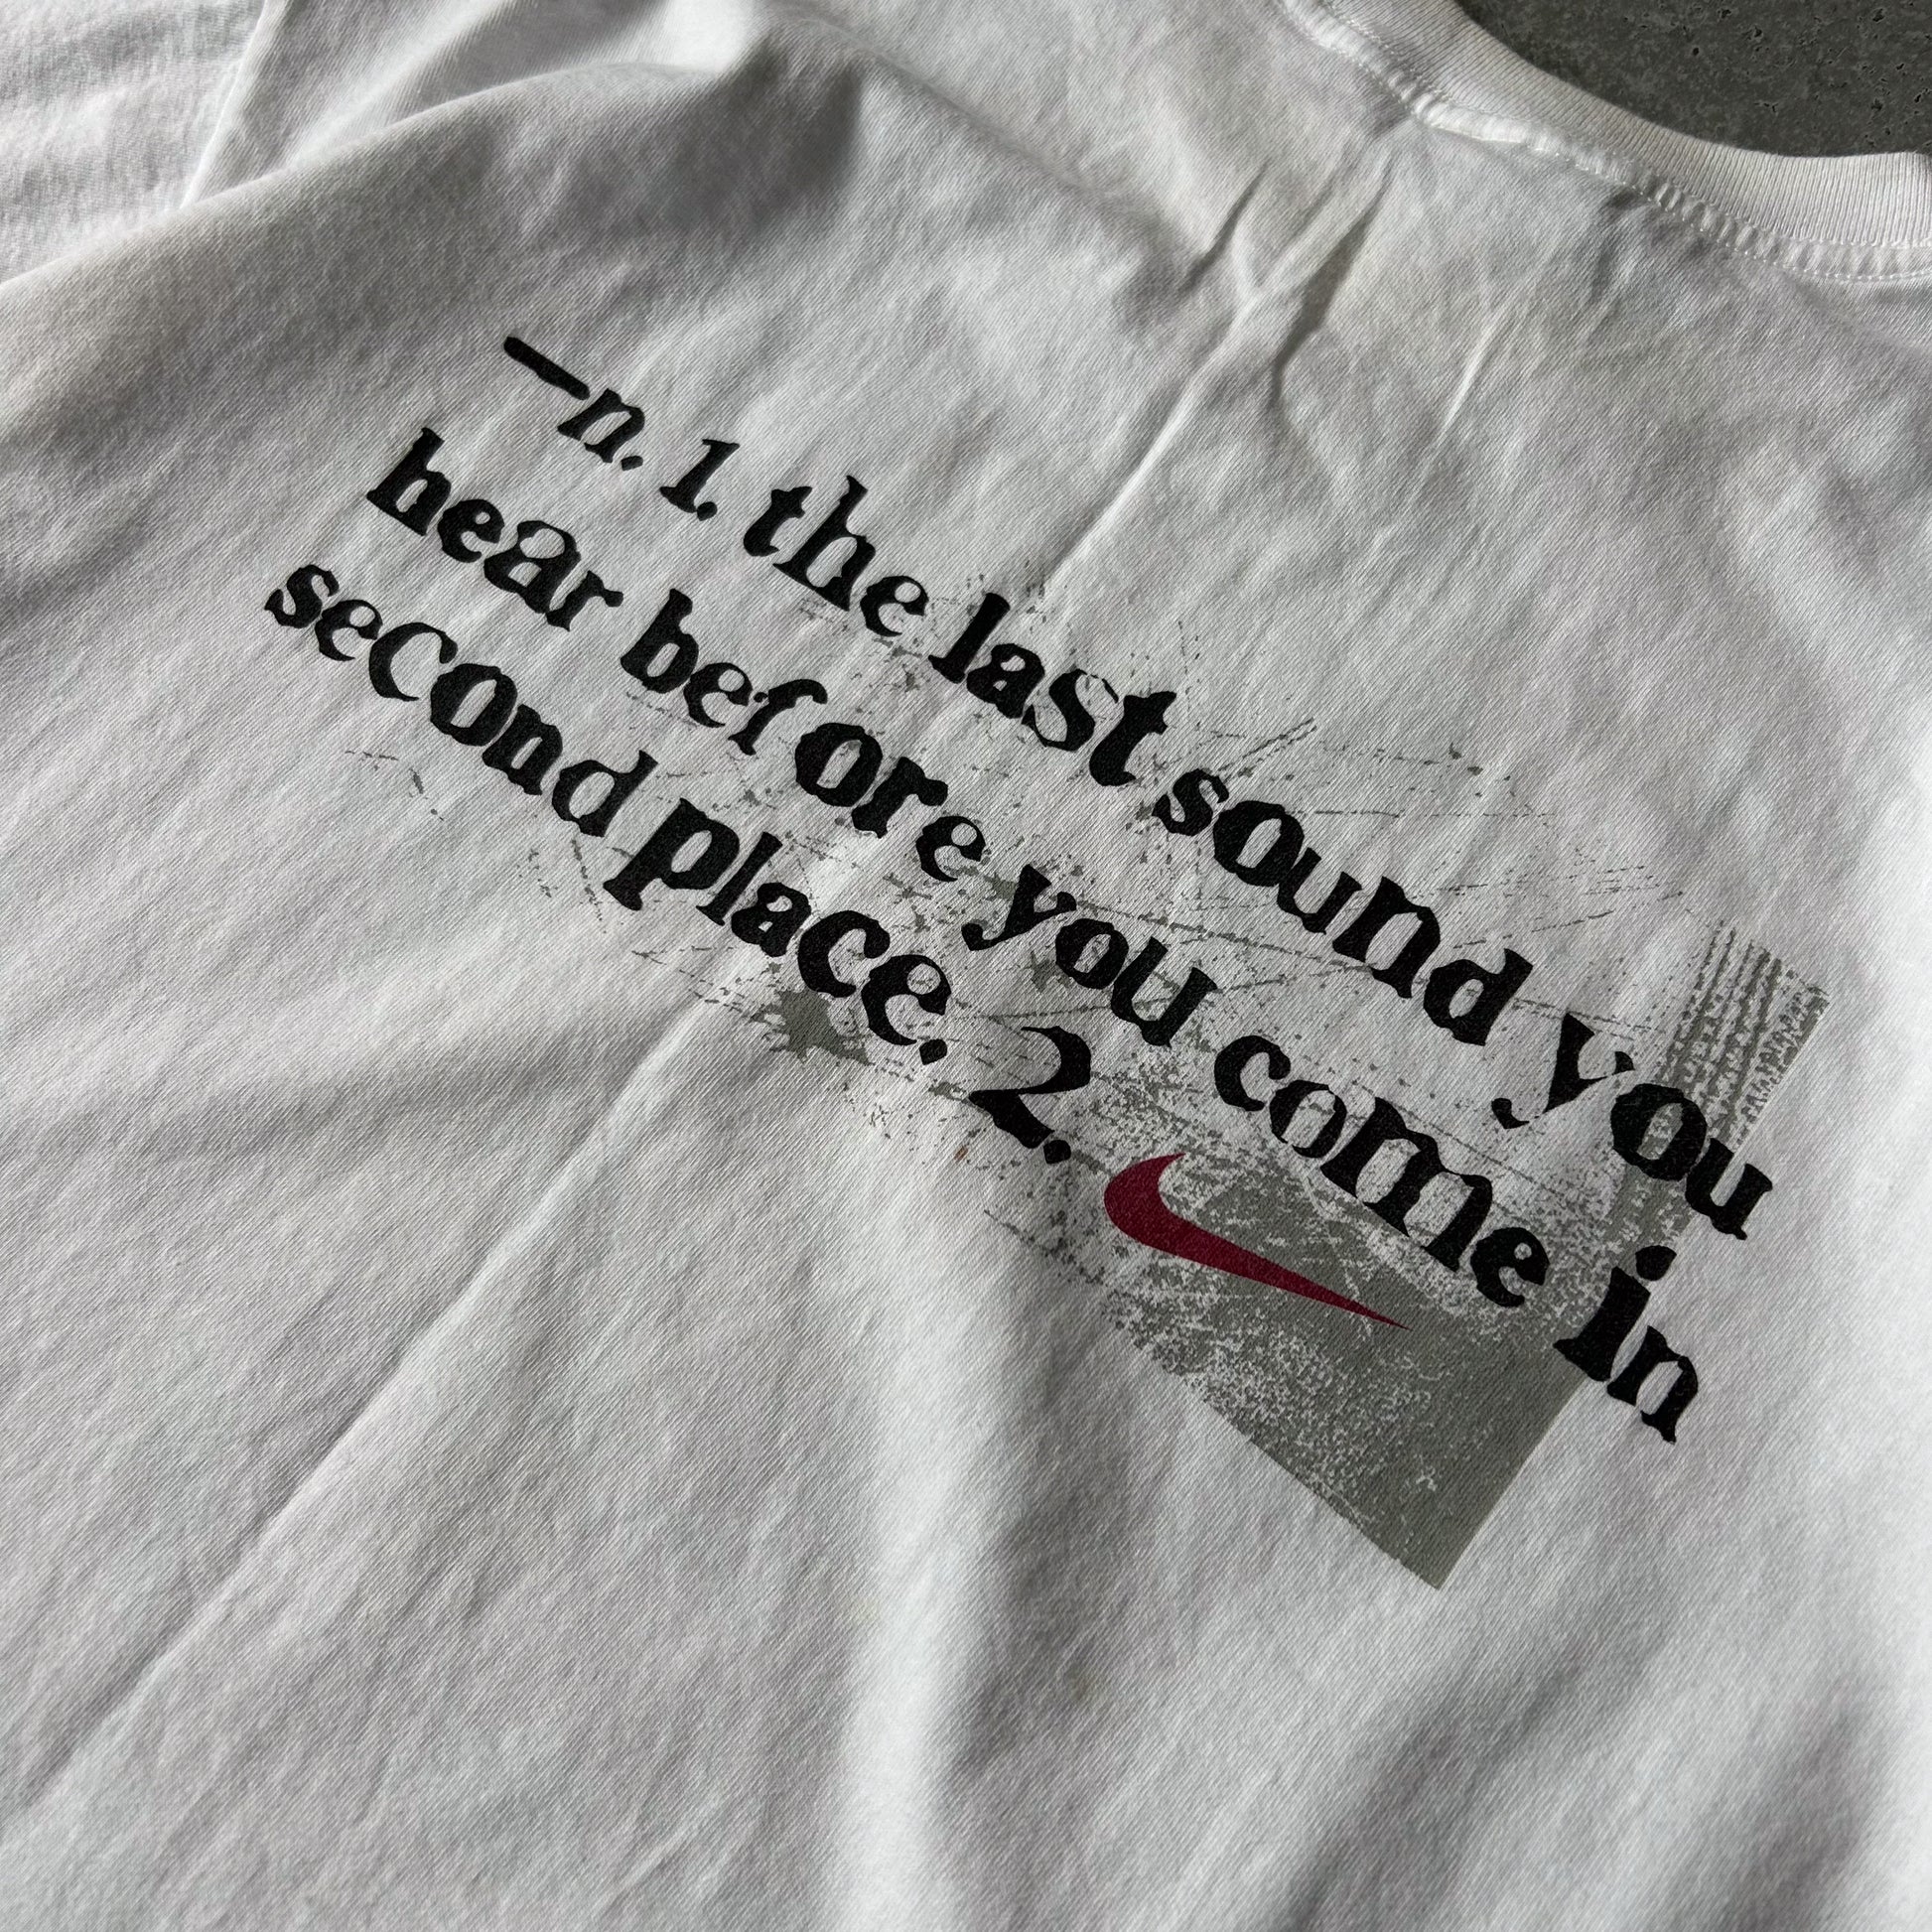 —n. 1. the last sound you
hear before you come in
second place. 2.